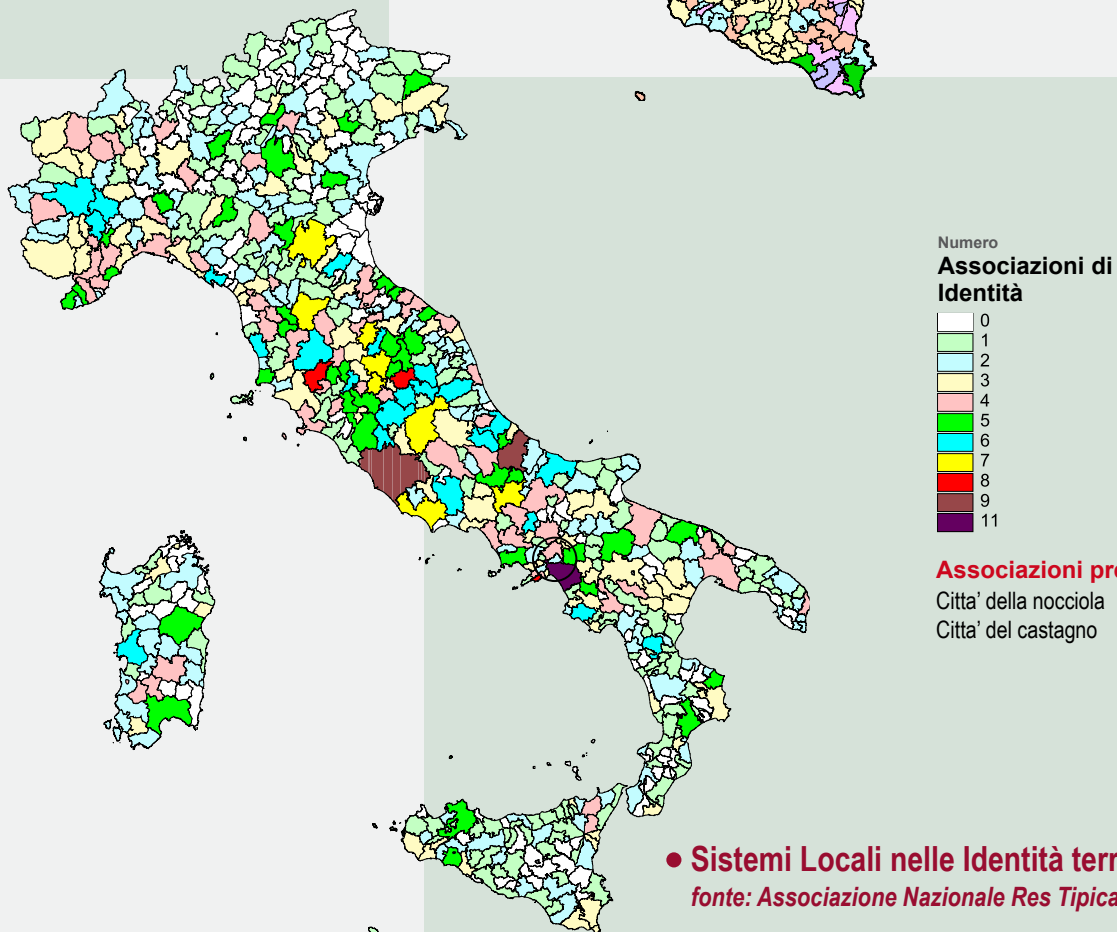 Numero
Associazioni di
Identità
0
1
2
3
4
5
6
7
8
9
11
Associazioni pr
Citta' della nocciola
Citta' del castagno
• Sistemi Locali nelle Identità terr
fonte: Associazione Nazionale Res Tipica